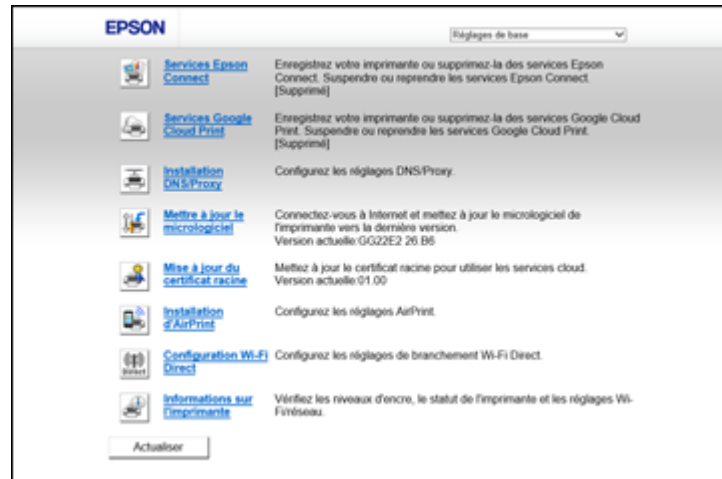 EPSON
Réglages de base
Services Epson
Connect
Enregistrez votre imprimante ou supprimez-la des services Epson
Connect. Suspendre ou reprendre les services Epson Connect.
[Supprimé]
Services Google
Cloud Print
Enregistrez votre imprimante ou supprimez-la des services Google Cloud
Print. Suspendre ou reprendre les services Google Cloud Print.
[Supprimé]
Installation
DNS/Proxy
Configurez les réglages DNS/Proxy.
Mettre à jour le
micrologiciel
Connectez-vous à Internet et mettez à jour le micrologiciel de
l'imprimante vers la dernière version.
Version actuelle:GG22E2 26.B6
Mise à jour du
certificat racine
Mettez à jour le certificat racine pour utiliser les services cloud.
Version actuelle:01.00
Installation
d'AirPrint
Configurez les réglages AirPrint.
Direct
Configuration Wi-Fi
Direct
Configurez les réglages de branchement Wi-Fi Direct.
Informations sur
l'imprimante
Vérifiez les niveaux d'encre, le statut de l'imprimante et les réglages Wi-
Fi/réseau.
Actualiser